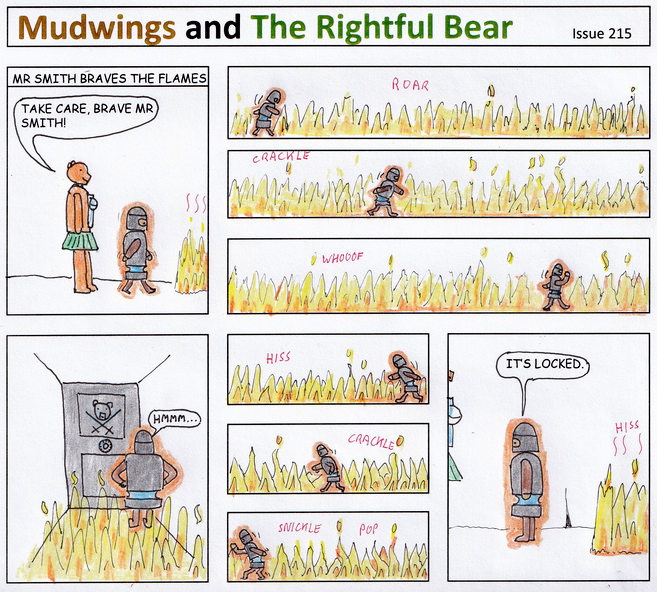 Mudwings and The Rightful Bear
Issue 215
MR SMITH BRAVES THE FLAMES
TAKE CARE, BRAVE MR
SMITH!
ROAR
CRACKLE
WHOOOF
HMMM...
HISS
CRACKLE
SNICKLE POP
IT'S LOCKED.
HISS